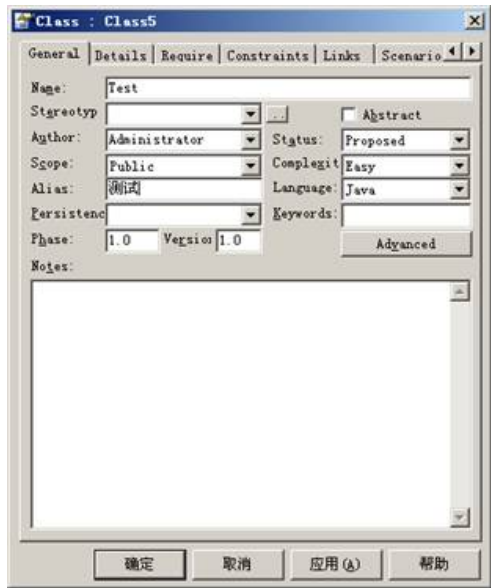 Class : Class5
General Details Require Constraints Links Scenario
Name: Test
Stereotyp .. Abstract
Author: Administrator Status: Proposed
Scope: Public Complexit Easy
Alias: 测试 Language: Java
Persistenc Keywords:
Phase: 1.0 Version 1.0 Advanced
Notes:
确定 取消 应用(A) 帮助